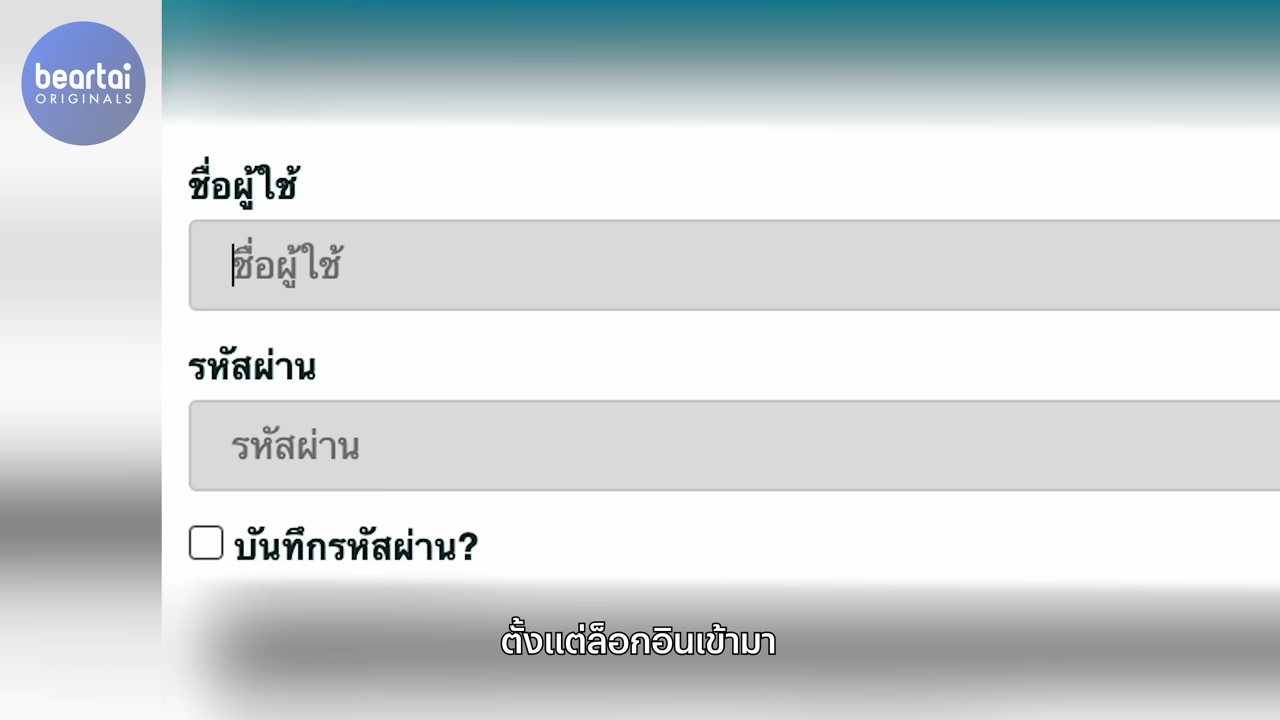 beartai
ORIGINALS
ชื่อผู้ใช้
ชื่อผู้ใช้
รหัสผ่าน
รหัสผ่าน
บันทึกรหัสผ่าน?
ตั้งแต่ล็อกอินเข้ามา